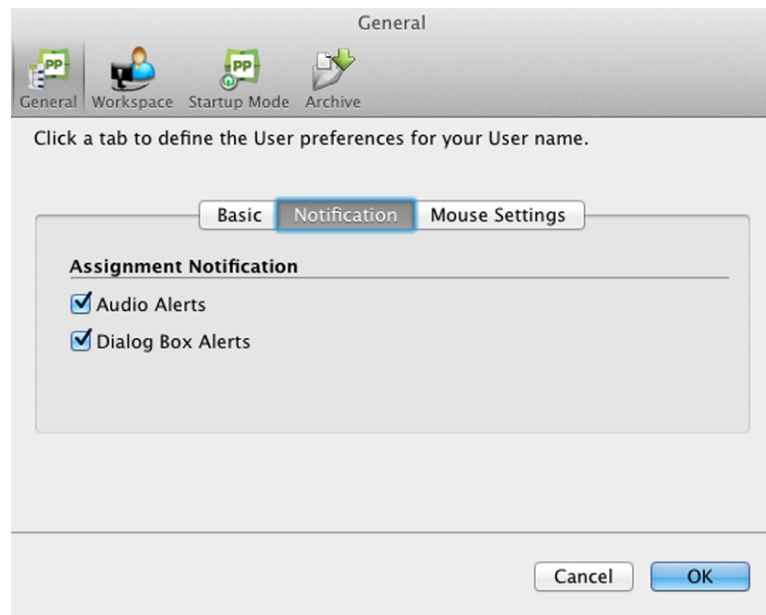 General
PP
PP
General Workspace Startup Mode Archive
Click a tab to define the User preferences for your User name.
Basic Notification Mouse Settings
Assignment Notification
Audio Alerts
Dialog Box Alerts
Cancel OK